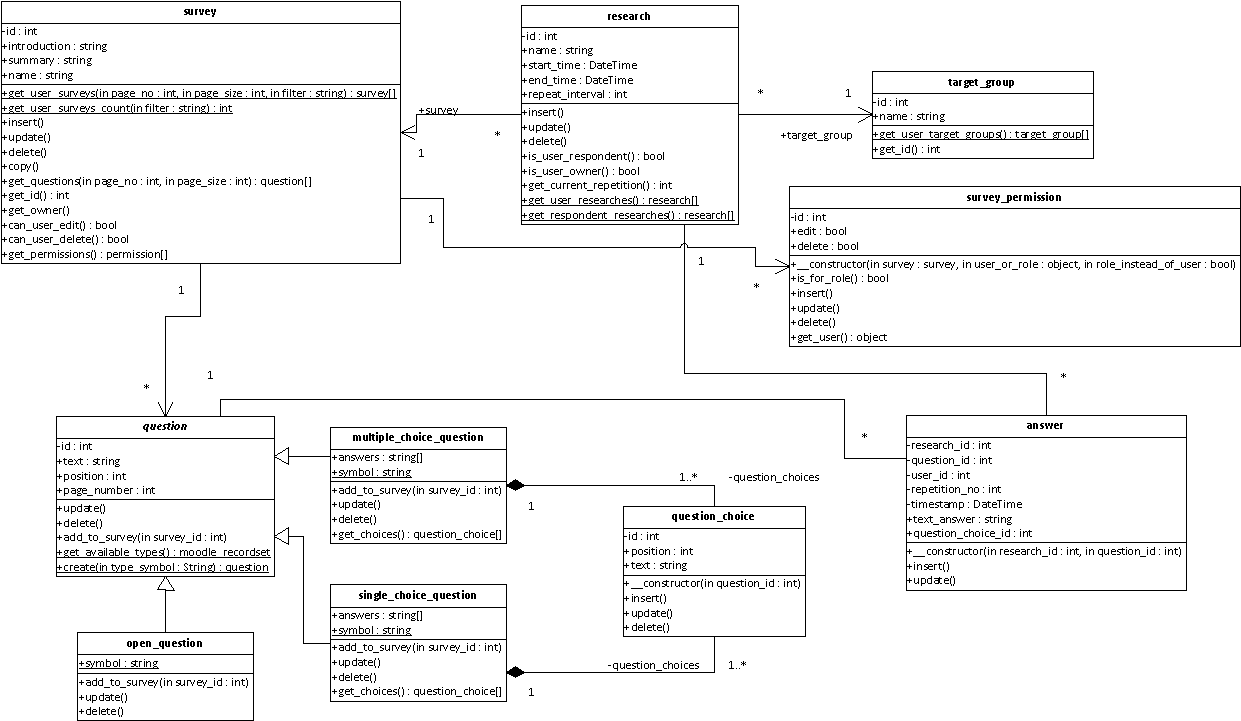 survey
-id : int
+introduction : string
+summary : string
+name : string
+get_user_surveys(in page_no : int, in page_size : int, in filter : string) : survey[]
+get_user_surveys_count(in filter : string) : int
+insert()
+update()
+delete()
+copy()
+get_questions(in page_no : int, in page_size : int) : question[]
+get_id() : int
+get_owner()
+can_user_edit() : bool
+can_user_delete() : bool
+get_permissions() : permission[]
+survey
*
1
research
-id : int
+name : string
+start_time : DateTime
+end_time : DateTime
+repeat_interval : int
+insert()
+update()
+delete()
+is_user_respondent() : bool
+is_user_owner() : bool
+get_current_repetition() : int
+get_user_researches() : research[]
+get_respondent_researches() : research[]
*
1
+target_group
target_group
-id : int
+name : string
+get_user_target_groups() : target_group[]
+get_id() : int
1
*
survey_permission
-id : int
+edit : bool
+delete : bool
+__constructor(in survey : survey, in user_or_role : object, in role_instead_of_user : bool)
+is_for_role() : bool
+insert()
+update()
+delete()
+get_user() : object
1
*
1
*
1
*
question
-id : int
+text : string
+position : int
+page_number : int
+update()
+delete()
+add_to_survey(in survey_id : int)
+get_available_types() : moodle_recordset
+create(in type_symbol : String) : question
multiple_choice_question
+answers : string[]
+symbol : string
+add_to_survey(in survey_id : int)
+update()
+delete()
+get_choices() : question_choice[]
1
1..*
-question_choices
question_choice
-id : int
+position : int
+text : string
+__constructor(in question_id : int)
+insert()
+update()
+delete()
answer
-research_id : int
-question_id : int
-user_id : int
-repetition_no : int
-timestamp : DateTime
+text_answer : string
+question_choice_id : int
+__constructor(in research_id : int, in question_id : int)
+insert()
+update()
single_choice_question
+answers : string[]
+symbol : string
+add_to_survey(in survey_id : int)
+update()
+delete()
+get_choices() : question_choice[]
-question_choices
1..*
1
open_question
+symbol : string
+add_to_survey(in survey_id : int)
+update()
+delete()